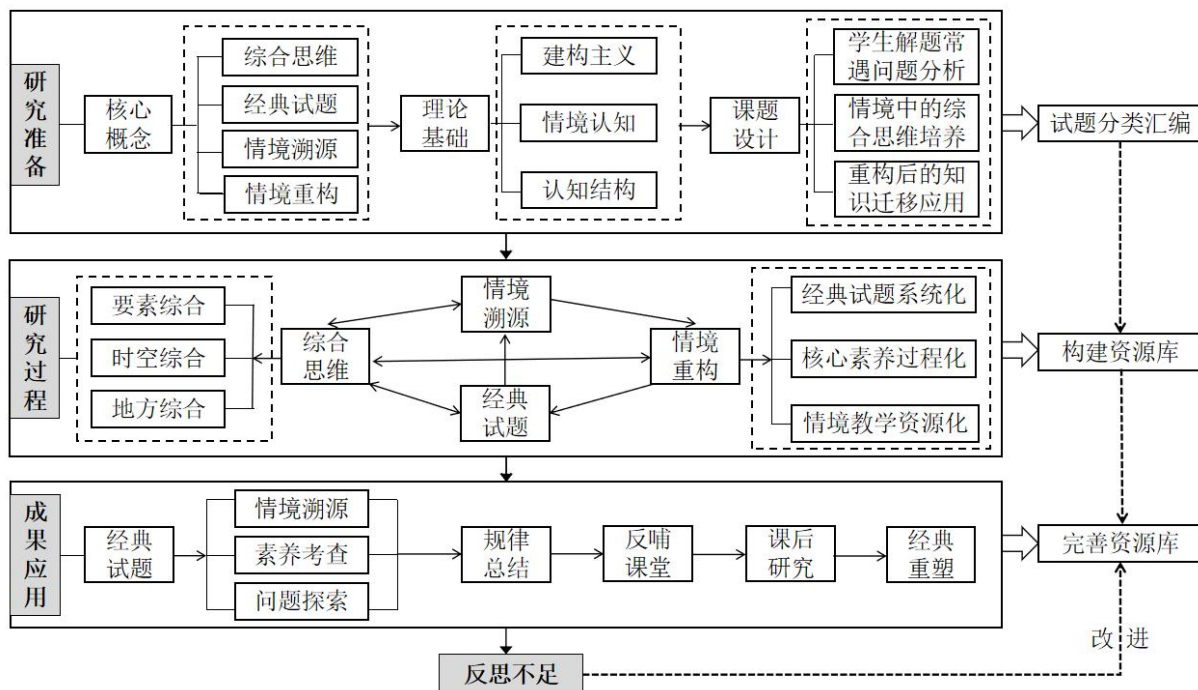 研究准备
核心
概念
综合思维
经典试题
情境溯源
情境重构
理论
基础
建构主义
情境认知
认知结构
课题
设计
学生解题常
遇问题分析
情境中的综
合思维培养
重构后的知
识迁移应用
试题分类汇编
研究过程
要素综合
时空综合
地方综合
综合
思维
情境
溯源
经典
试题
情境
重构
经典试题系统化
核心素养过程化
情境教学资源化
构建资源库
成果应用
经典
试题
情境溯源
素养考查
问题探索
规律
总结
反哺
课堂
课后
研究
经典
重塑
完善资源库
反思不足
改进